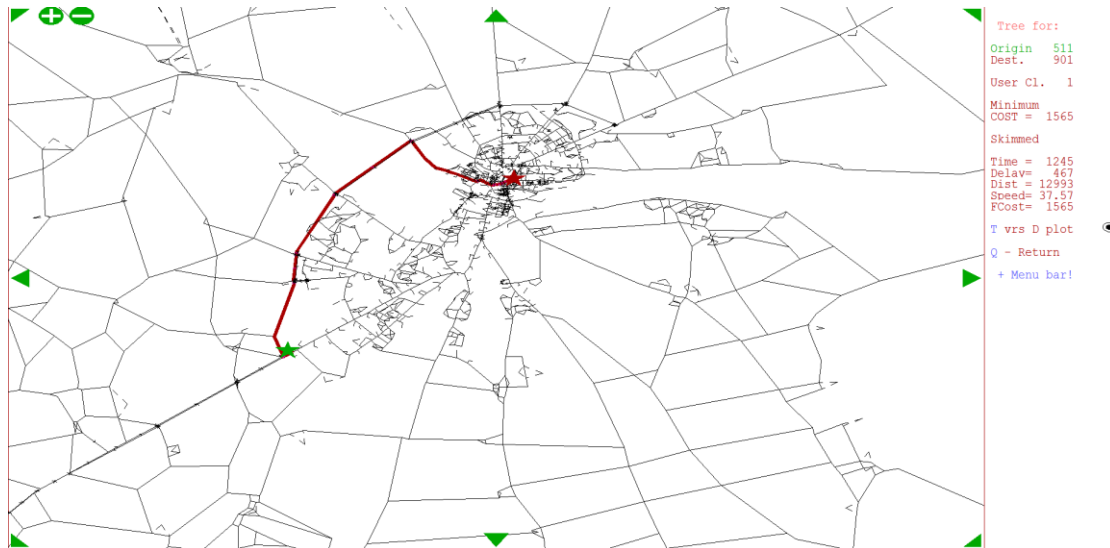 Tree for:
Origin 511
Dest. 901
User Cl. 1
Minimum
COST = 1565
Skimmed
Time = 1245
Delay= 467
Dist = 12993
Speed= 37.57
FCost= 1565
T vrs D plot
Q - Return
+ Menu bar!